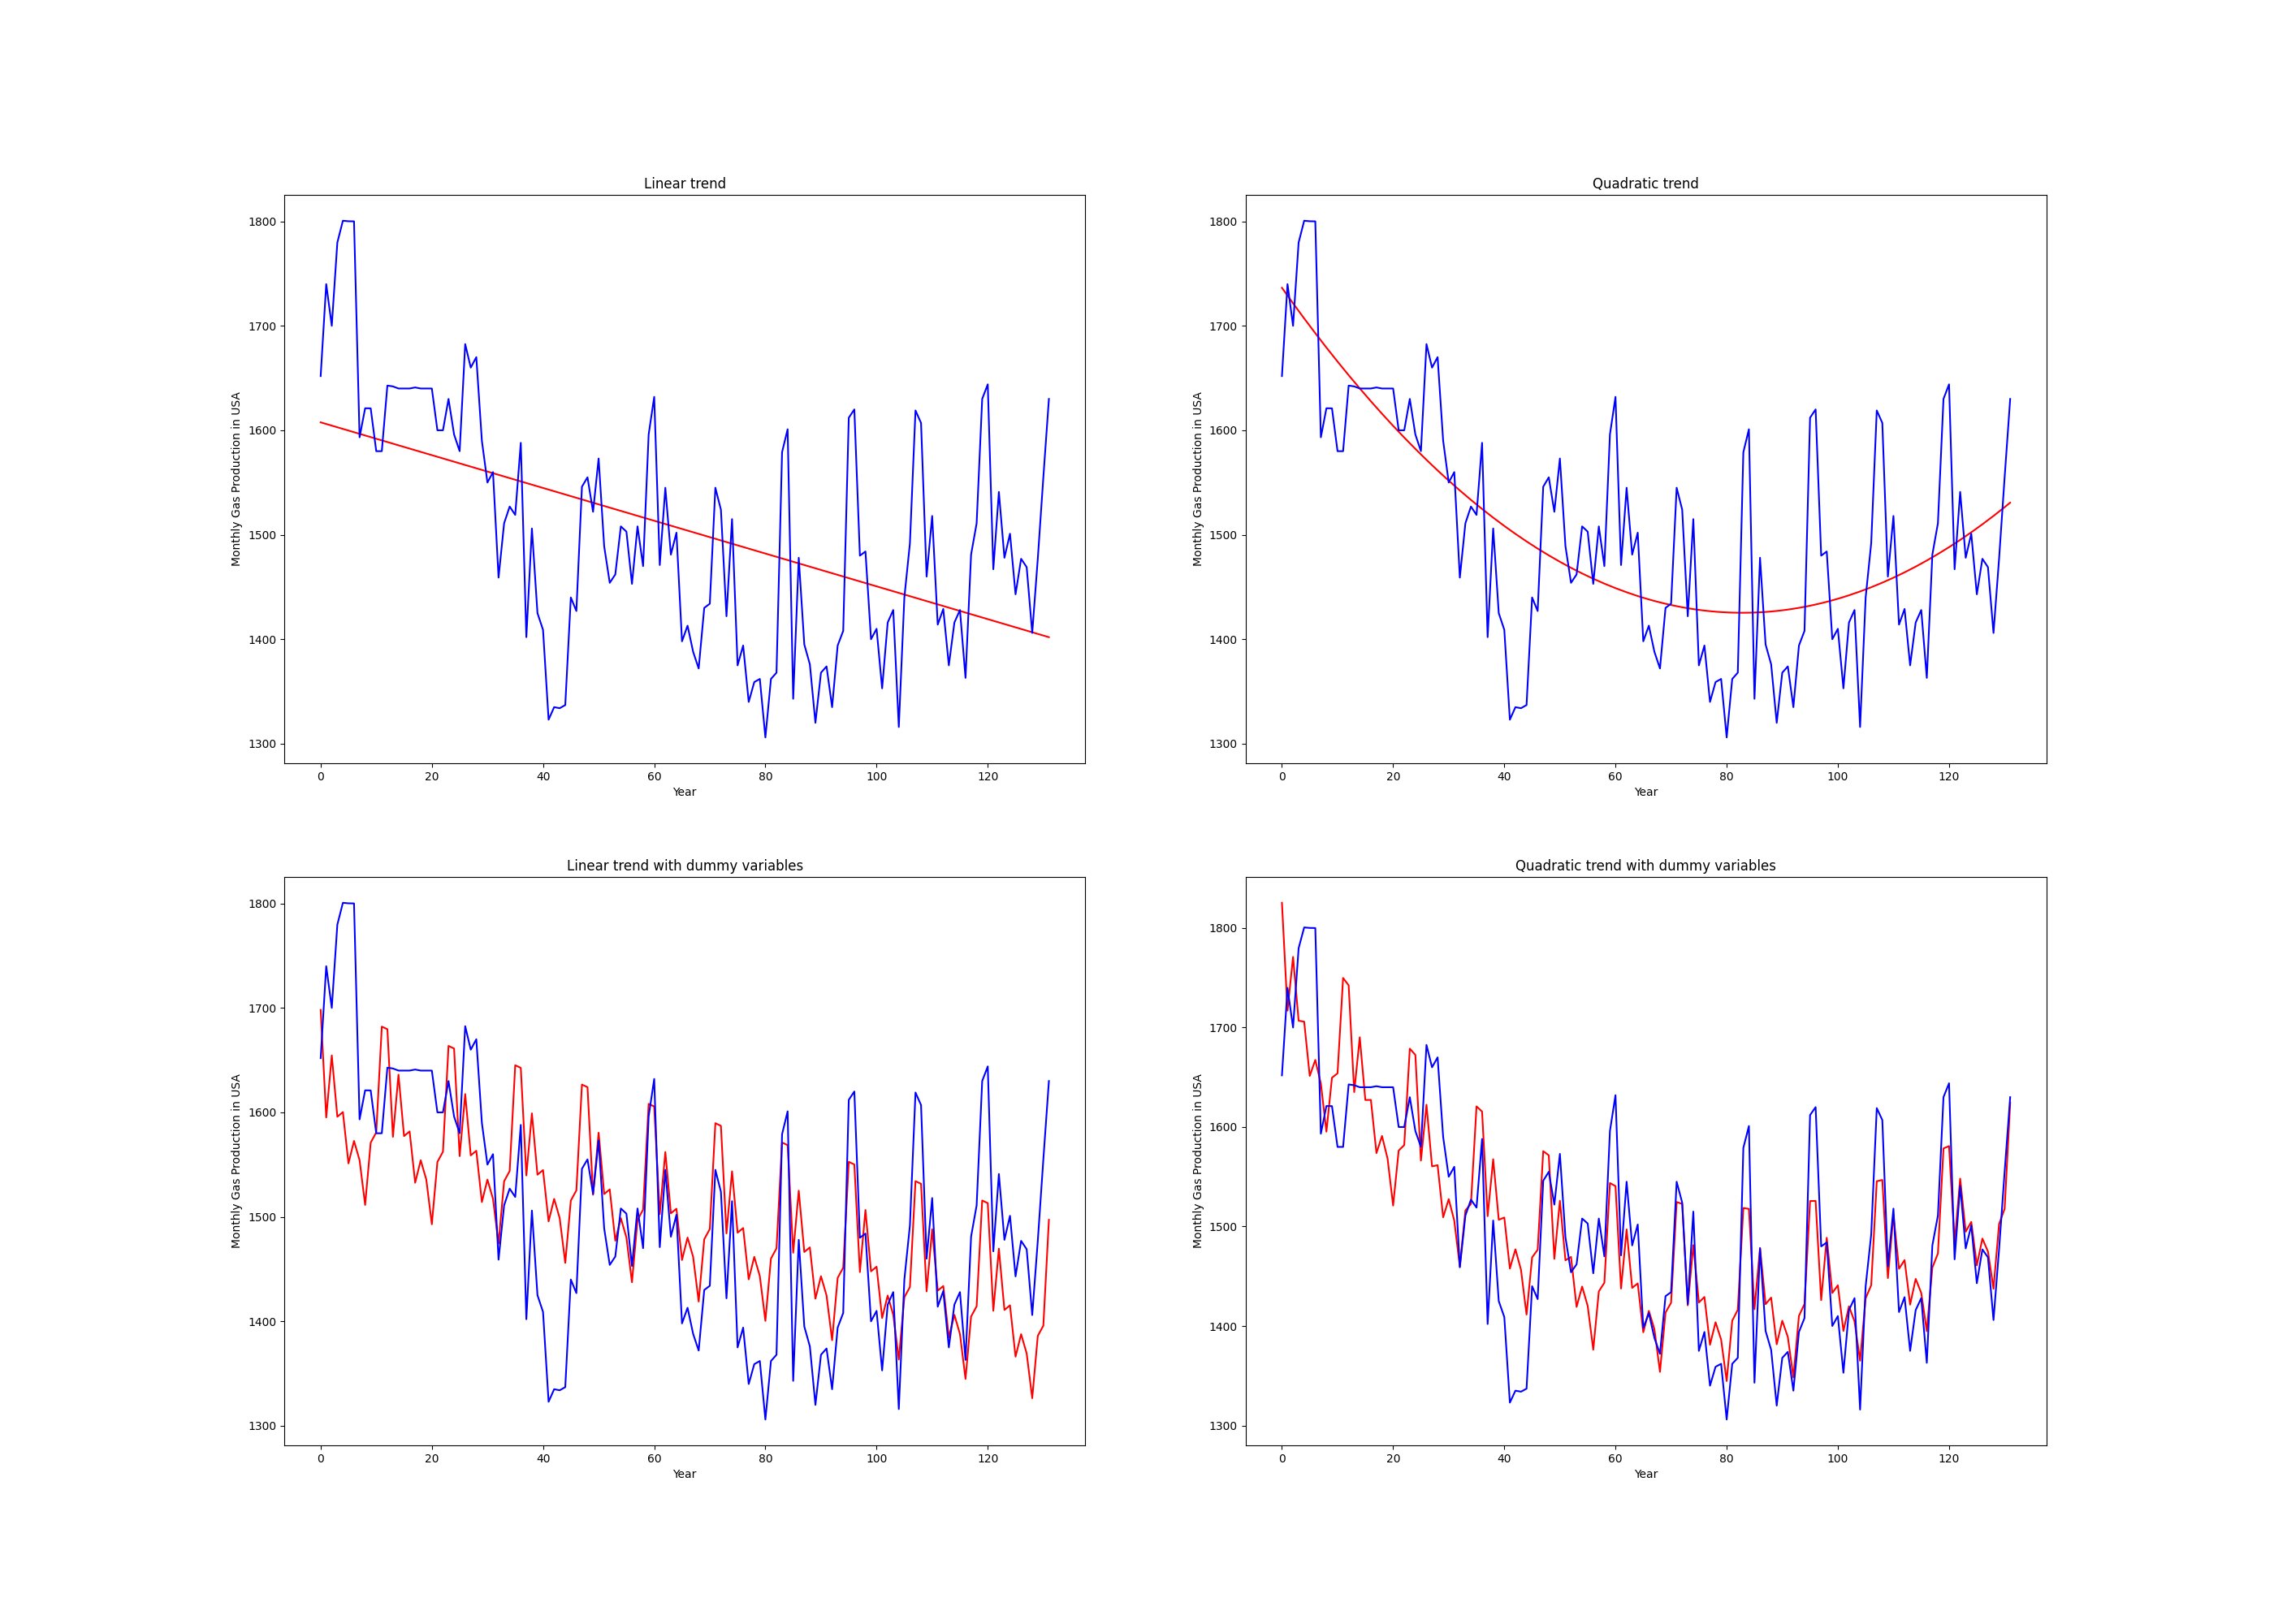 Linear trend
Monthly Gas Production in USA
1800
1700
1600
1500
1400
1300
0 20 40 60 80 100 120
Year
Quadratic trend
Monthly Gas Production in USA
1800
1700
1600
1500
1400
1300
0 20 40 60 80 100 120
Year
Linear trend with dummy variables
Monthly Gas Production in USA
1800
1700
1600
1500
1400
1300
0 20 40 60 80 100 120
Year
Quadratic trend with dummy variables
Monthly Gas Production in USA
1800
1700
1600
1500
1400
1300
0 20 40 60 80 100 120
Year